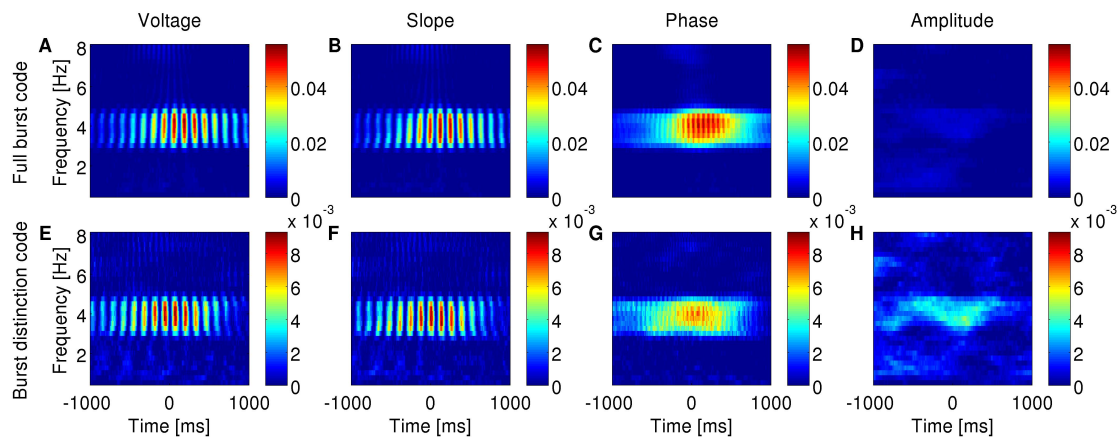 Voltage Slope Phase Amplitude
A B C D
Full burst code
Frequency [Hz]
8 6 4 2
0.04 0.02 0
0.04 0.02 0
0.04 0.02 0
0.04 0.02 0
E F G H
Burst distinction code
Frequency [Hz]
8 6 4 2
x 10-3 6 4 2 0
x 10-3 6 4 2 0
x 10-3 6 4 2 0
x 10-3 6 4 2 0
-1000 0 1000 -1000 0 1000 -1000 0 1000 -1000 0 1000
Time [ms] Time [ms] Time [ms] Time [ms]